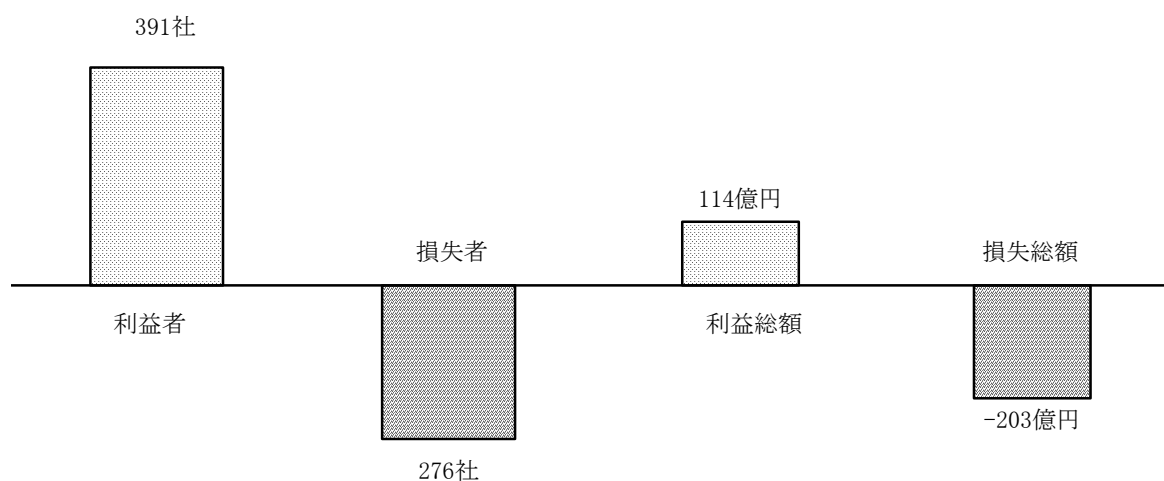 391社
114億円
損失者
損失総額
利益者
利益総額
-203億円
276社